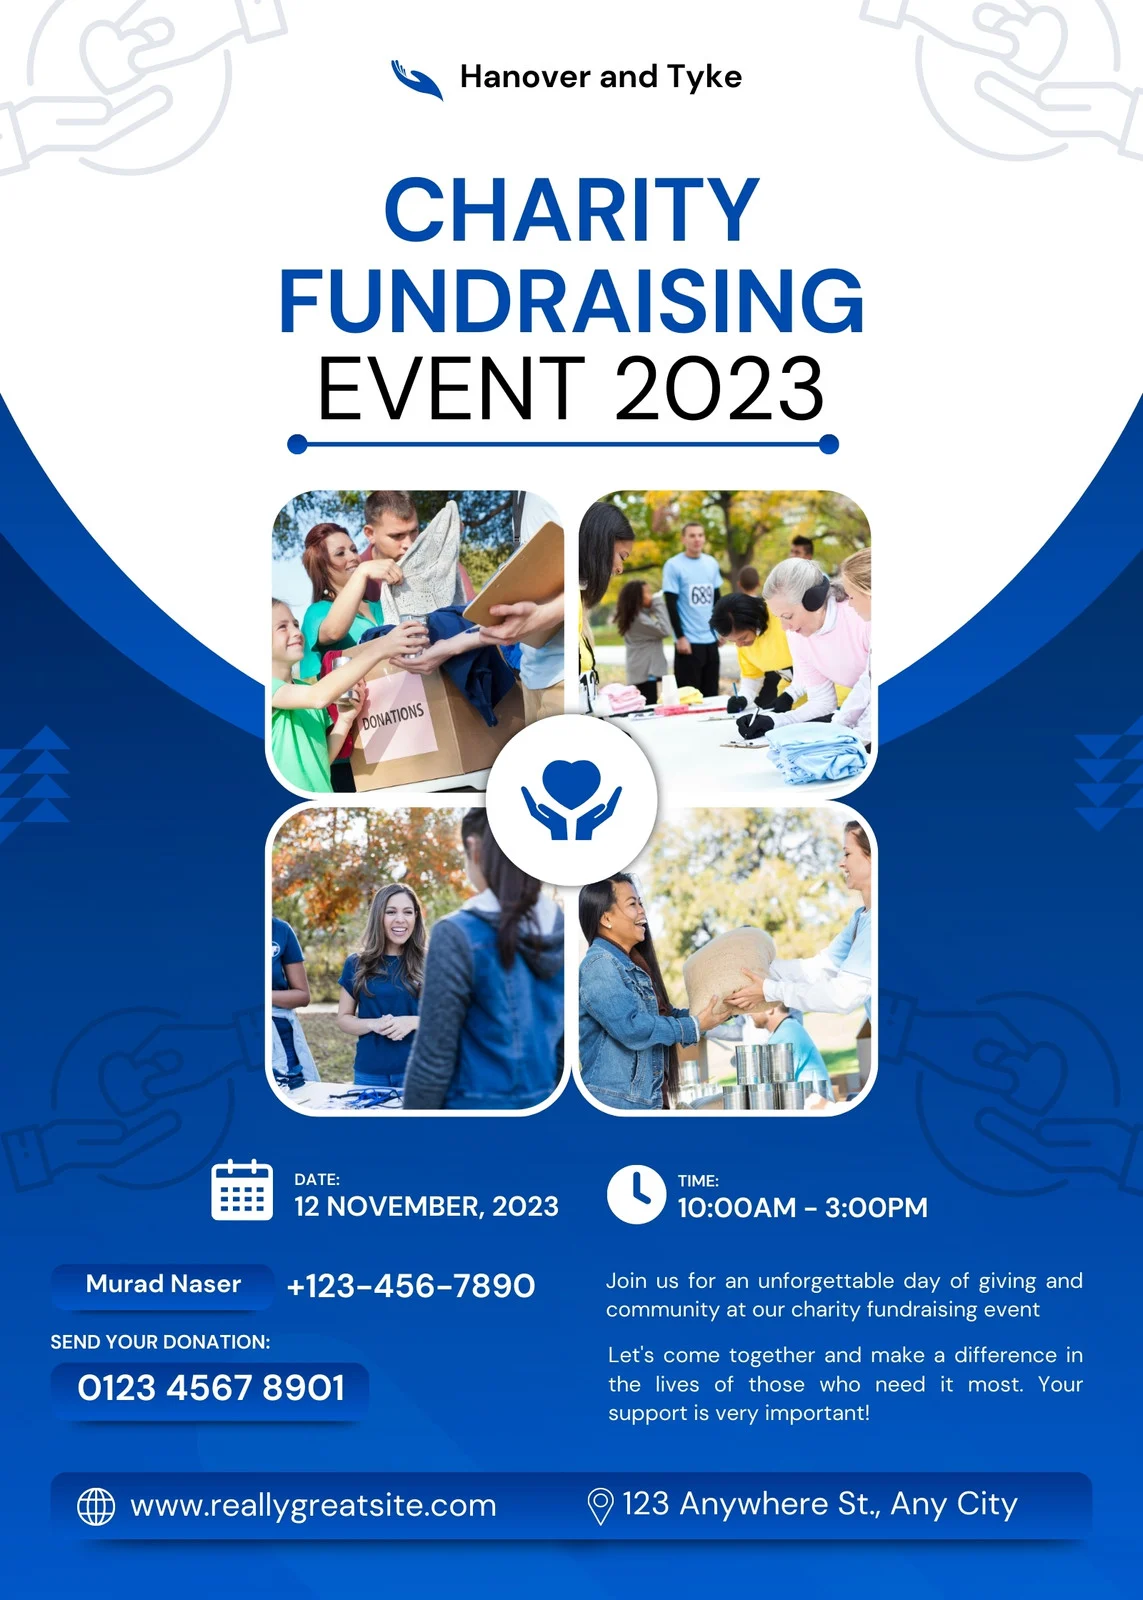 Hanover and Tyke
CHARITY
FUNDRAISING
EVENT 2023
689
DONATIONS
DATE:
12 NOVEMBER, 2023
TIME:
10:00AM - 3:00PM
Murad Naser
+123-456-7890
SEND YOUR DONATION:
0123 4567 8901
Join us for an unforgettable day of giving and
community at our charity fundraising event
Let's come together and make a difference in
the lives of those who need it most. Your
support is very important!
www.reallygreatsite.com
123 Anywhere St., Any City